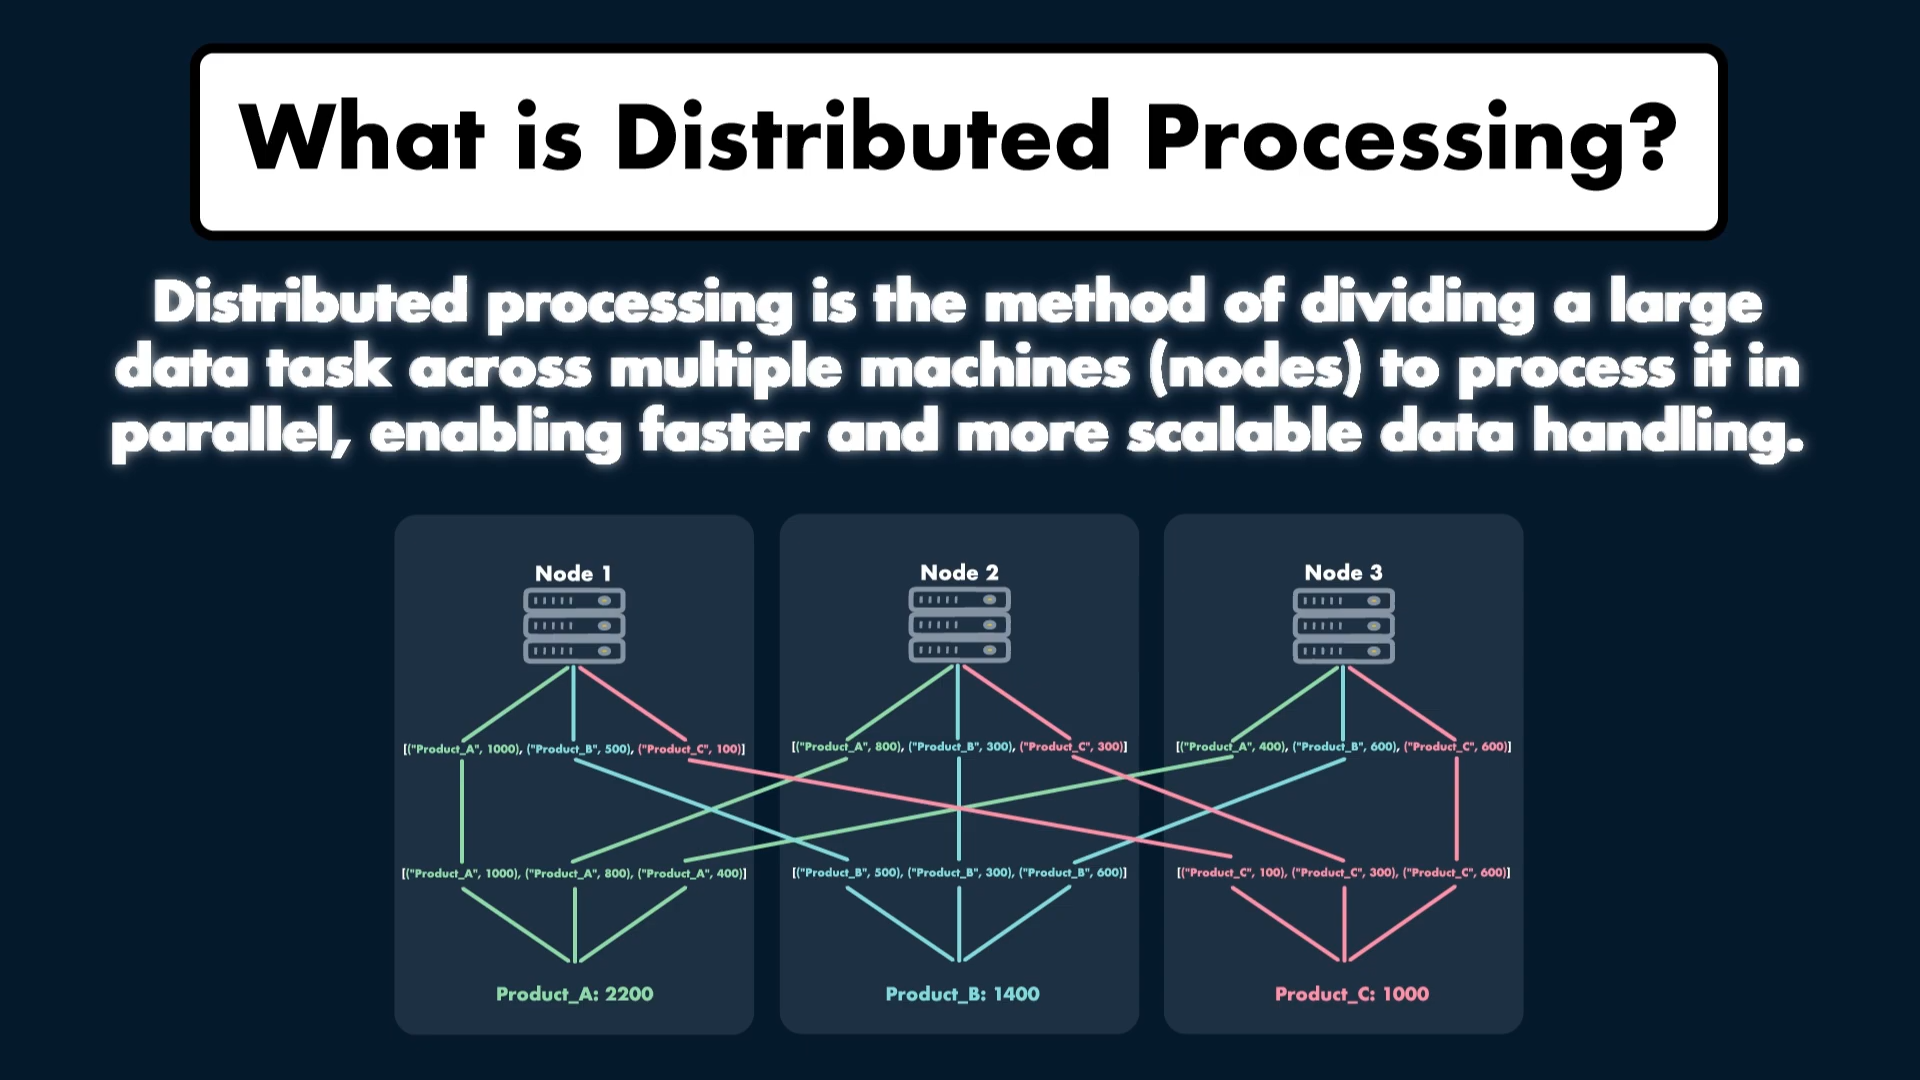 What is Distributed Processing?
Distributed processing is the method of dividing a large
data task across multiple machines (nodes) to process it in
parallel, enabling faster and more scalable data handling.
Node 1
Node 2
Node 3
[("Product_A", 1000), ("Product_B", 500), ("Product_C", 100)]
[("Product_A", 800), ("Product_B", 300), ("Product_C", 300)]
[("Product_A", 400), ("Product_B", 600), ("Product_C", 600)]
[("Product_A", 1000), ("Product_A", 800), ("Product_A", 400)]
[("Product_B", 500), ("Product_B", 300), ("Product_B", 600)]
[("Product_C", 100), ("Product_C", 300), ("Product_C", 600)]
Product_A: 2200
Product_B: 1400
Product_C: 1000